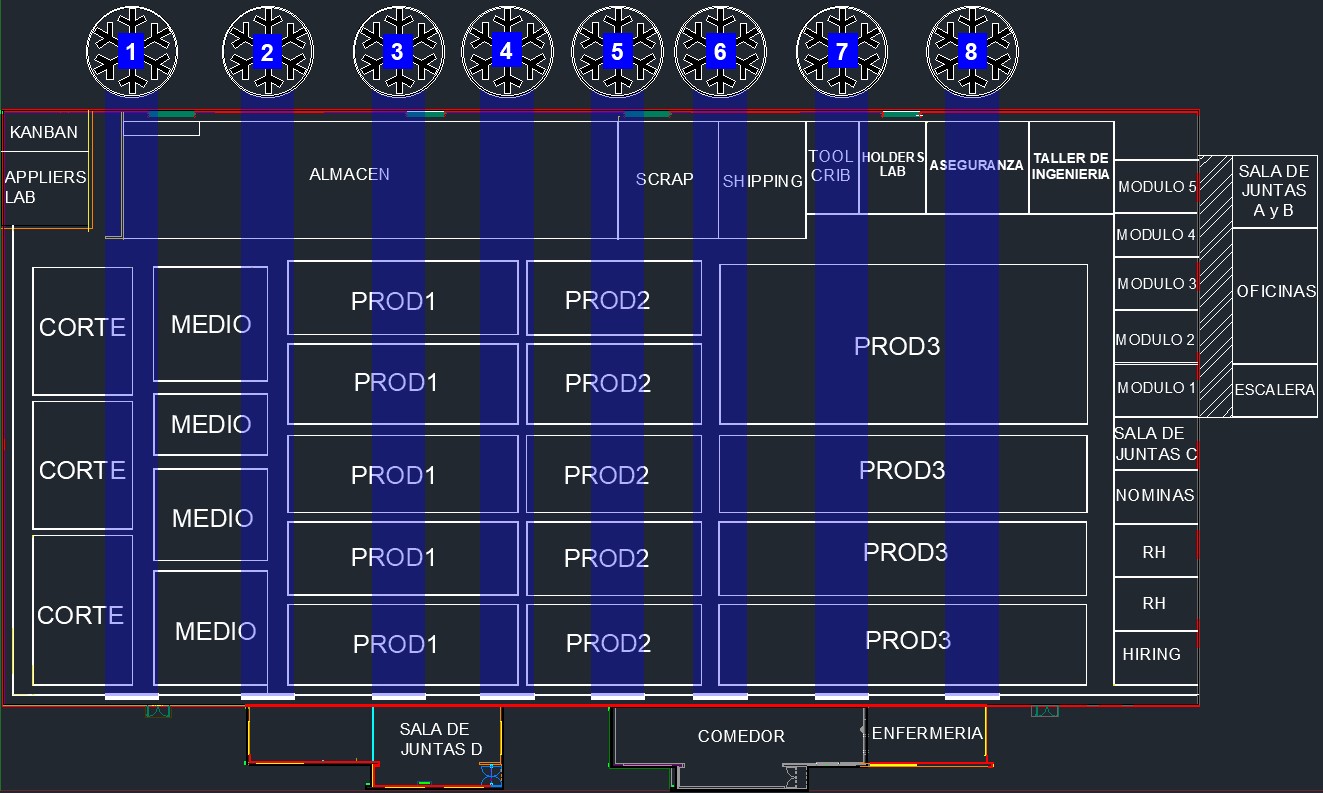 1 2 3 4 5 6 7 8
KANBAN
APPLIERS
LAB
ALMACEN
SCRAP
SHIPPING
TOOL
CRIB
HOLDERS
LAB
ASEGURANZA
TALLER DE
INGENIERIA
MODULO 5
MODULO 4
MODULO 3
MODULO 2
MODULO 1
SALA DE
JUNTAS
A y B
OFICINAS
ESCALERA
CORTE
CORTE
CORTE
MEDIO
MEDIO
MEDIO
MEDIO
PROD1
PROD1
PROD1
PROD1
PROD1
PROD2
PROD2
PROD2
PROD2
PROD2
PROD3
PROD3
PROD3
PROD3
SALA DE
JUNTAS C
NOMINAS
RH
RH
HIRING
SALA DE
JUNTAS D
COMEDOR
ENFERMERIA